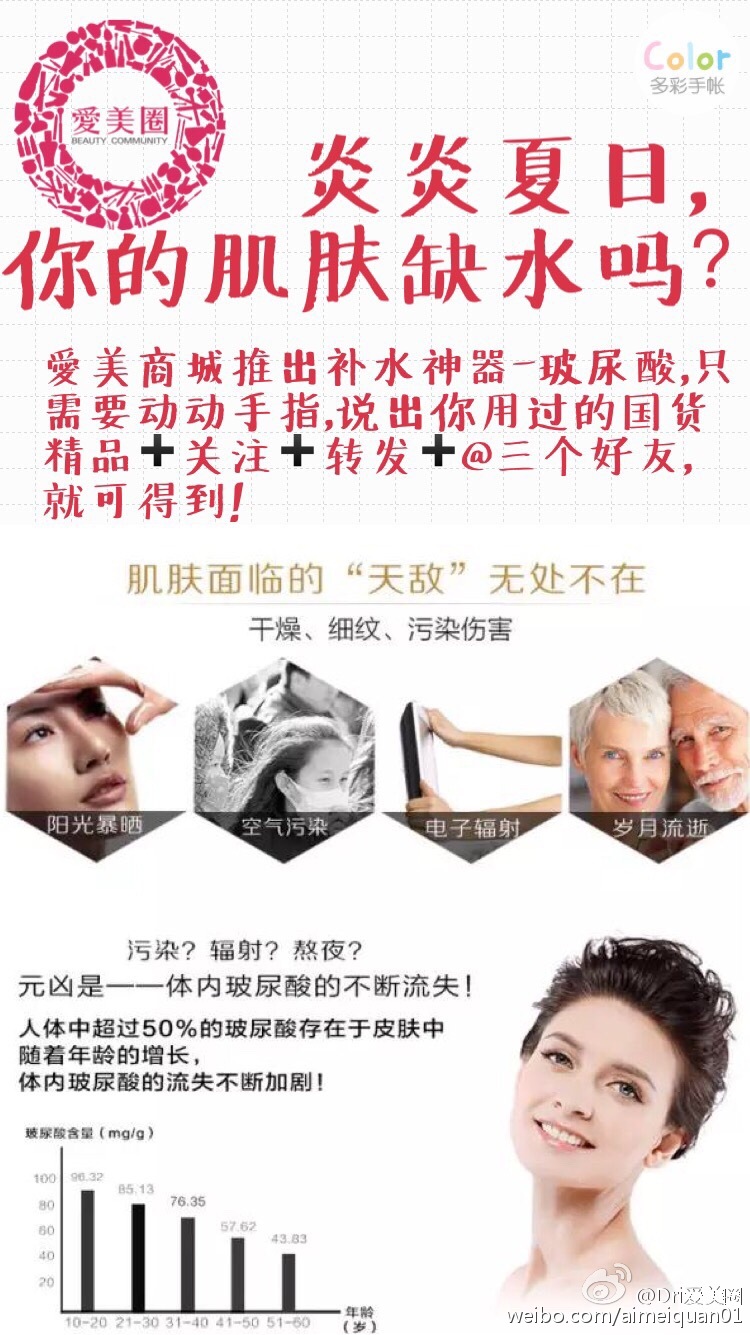 愛美圈
BEAUTY COMMUNITY
Color
多彩手帐
炎炎夏日,
你的肌肤缺水吗?
愛美商城推出补水神器-玻尿酸,只
需要动动手指,说出你用过的国货
精品➕关注➕转发➕@三个好友,
就可得到!
肌肤面临的“天敌”无处不在
干燥、细纹、污染伤害
阳光暴晒
空气污染
电子辐射
岁月流逝
污染?辐射?熬夜?
元凶是——体内玻尿酸的不断流失!
人体中超过50%的玻尿酸存在于皮肤中
随着年龄的增长,
体内玻尿酸的流失不断加剧!
玻尿酸含量(mg/g)
100
80
60
40
20
96.32
85.13
76.35
57.62
43.83
10-20 21-30 31-40 41-50 51-60
年龄
(岁)
@Dri爱美圈
weibo.com/aimeiquan01